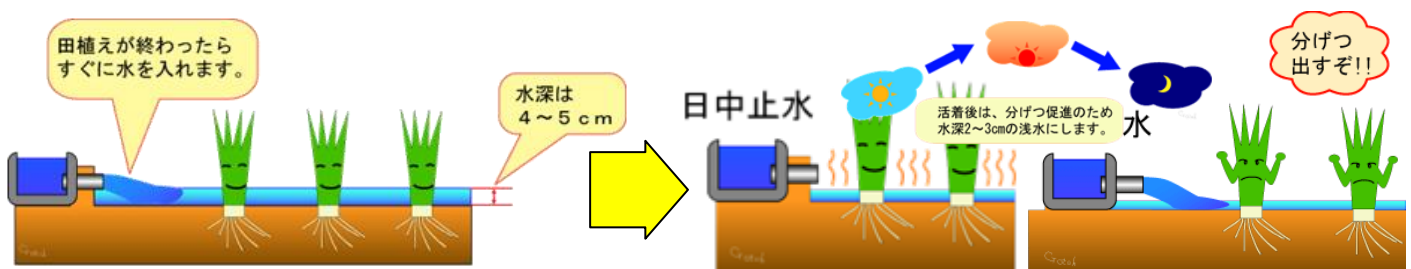 田植えが終わったら
すぐに水を入れます。
水深は
４～５ｃｍ
日中止水
活着後は、分げつ促進のため
水深2～3cmの浅水にします。
水
分げつ
出すぞ!!